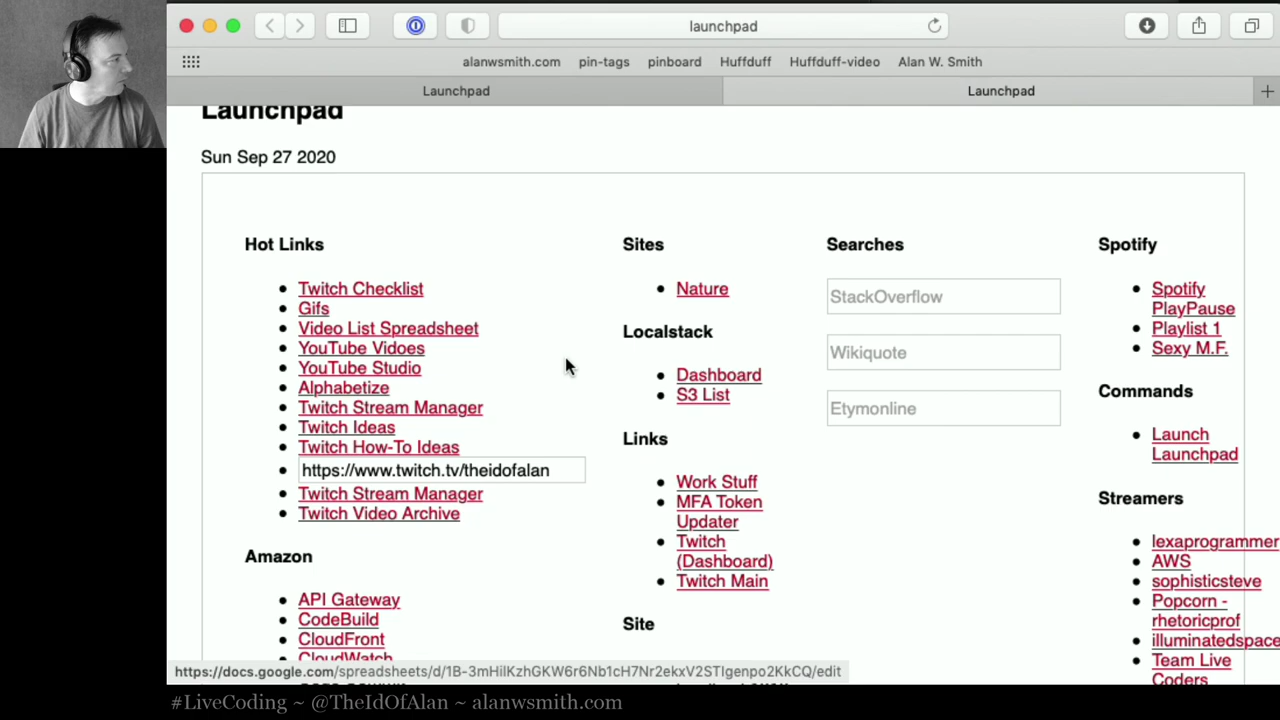 launchpad
alanwsmith.com pin-tags pinboard Huffduff Huffduff-video Alan W. Smith
Launchpad
Launchpad
Launchpad
Sun Sep 27 2020
Hot Links
Twitch Checklist
Gifs
Video List Spreadsheet
YouTube Vidoes
YouTube Studio
Alphabetize
Twitch Stream Manager
Twitch Ideas
Twitch How-To Ideas
https://www.twitch.tv/theidofalan
Twitch Stream Manager
Twitch Video Archive
Amazon
API Gateway
CodeBuild
CloudFront
CloudWatch
Sites
Nature
Localstack
Dashboard
S3 List
Links
Work Stuff
MFA Token
Updater
Twitch
(Dashboard)
Twitch Main
Site
Searches
StackOverflow
Wikiquote
Etymonline
Spotify
Spotify
PlayPause
Playlist 1
Sexy M.F.
Commands
Launch
Launchpad
Streamers
lexaprogrammer
AWS
sophisticsteve
Popcorn -
rhetoricprof
illuminatedspace
Team Live
Coders
https://docs.google.com/spreadsheets/d/1B-3mHilKzhGKW6r6Nb1cH7Nr2ekxV2STIgenpo2KkCQ/edit
#LiveCoding ~ @TheIdOfAlan ~ alanwsmith.com